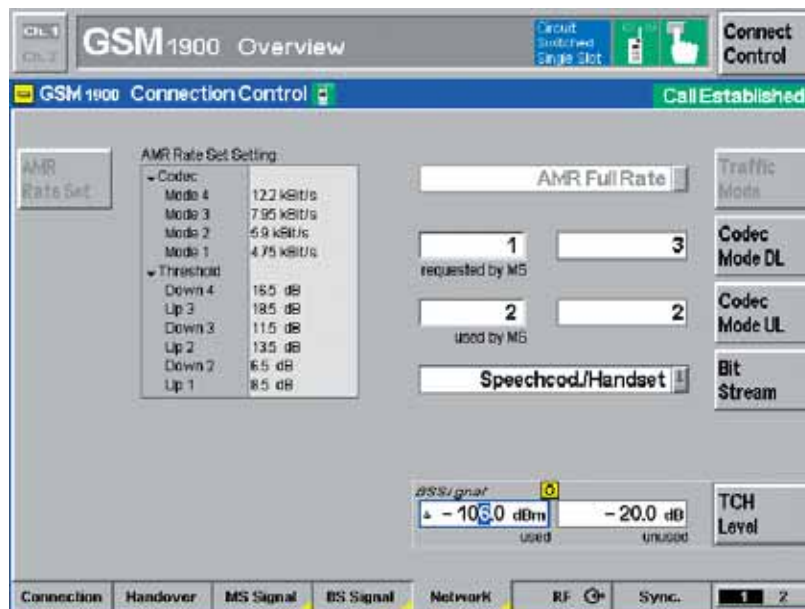 Ch. 1
Ch. 2
GSM 1900 Overview
Circuit
Switched
Single Slot
Connect
Control
GSM 1900 Connection Control
Call Established
AMR
Rate Set
AMR Rate Set Setting
Codec
Mode 4 12.2 kBit/s
Mode 3 7.95 kBit/s
Mode 2 5.9 kBit/s
Mode 1 4.75 kBit/s
Threshold
Down 4 16.5 dB
Up 3 18.5 dB
Down 3 11.5 dB
Up 2 13.5 dB
Down 2 6.5 dB
Up 1 8.5 dB
AMR Full Rate
Traffic
Mode
1
3
requested by MS
Codec
Mode DL
2
2
used by MS
Codec
Mode UL
Speechcod./Handset
Bit
Stream
BSSignal
- 106.0 dBm
used
- 20.0 dB
unused
TCH
Level
Connection
Handover
MS Signal
BS Signal
Network
RF
Sync.
1 2